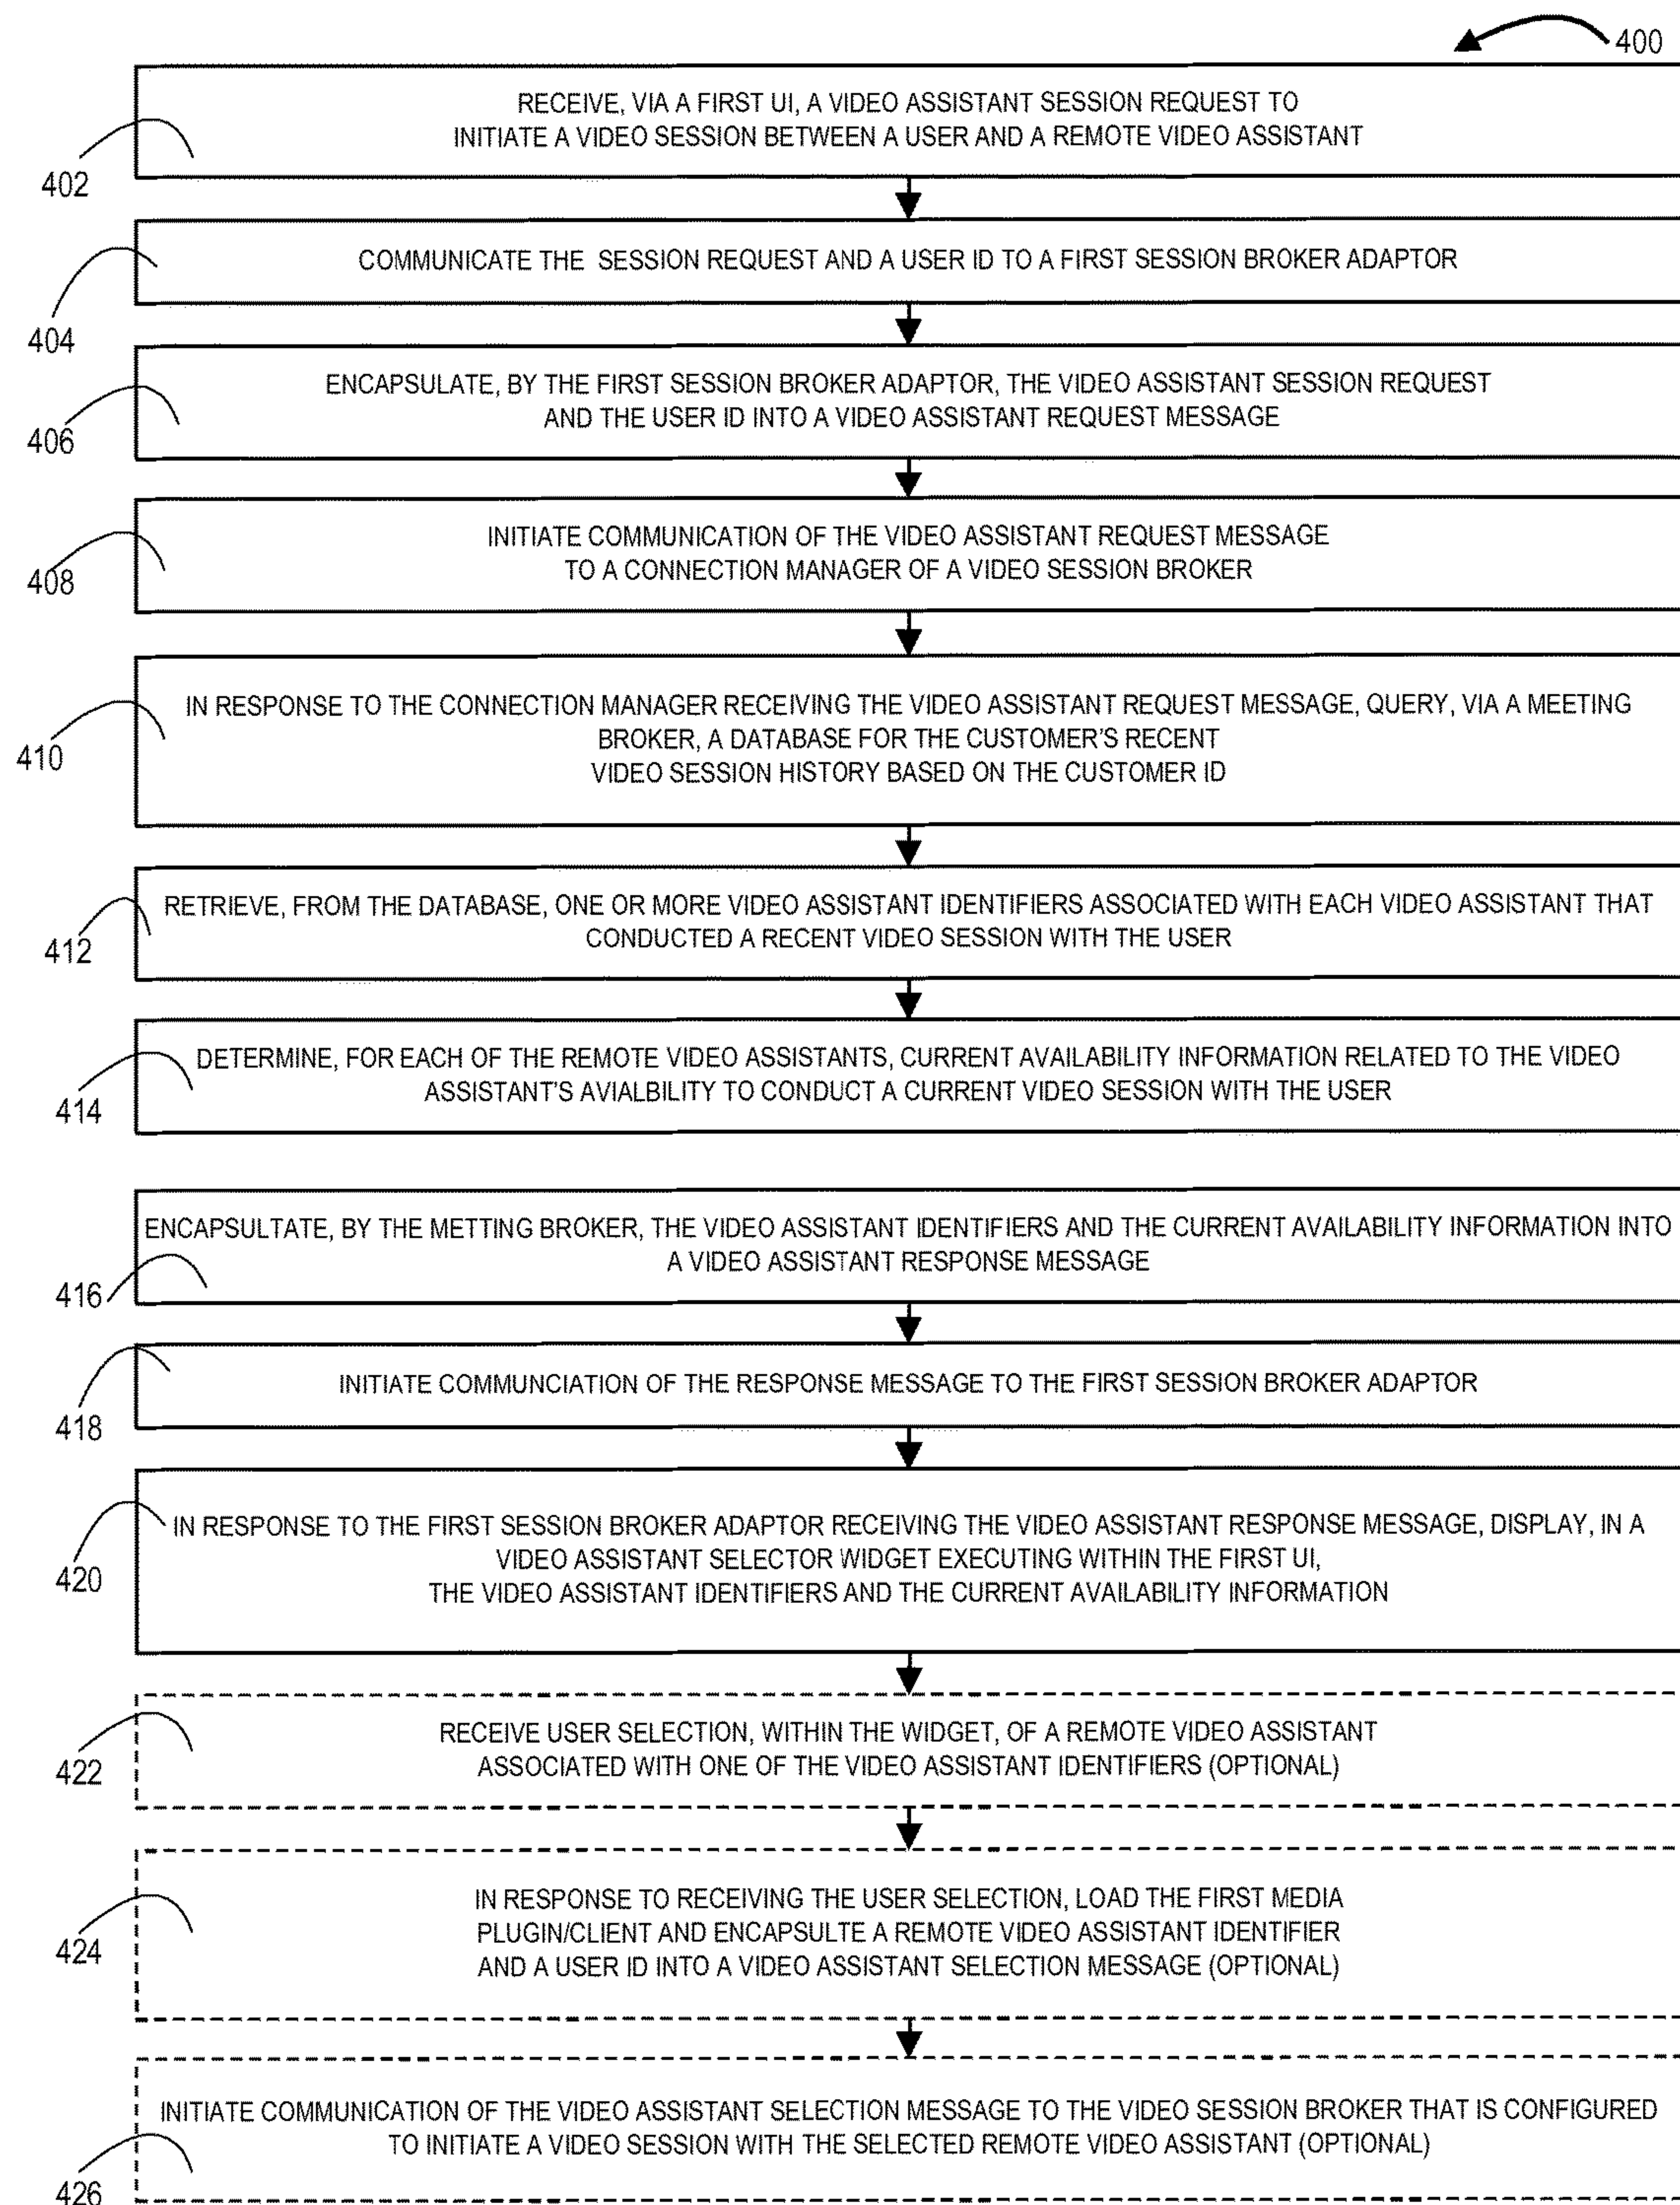 400
RECEIVE, VIA A FIRST UI, A VIDEO ASSISTANT SESSION REQUEST TO
INITIATE A VIDEO SESSION BETWEEN A USER AND A REMOTE VIDEO ASSISTANT
402
COMMUNICATE THE SESSION REQUEST AND A USER ID TO A FIRST SESSION BROKER ADAPTOR
404
ENCAPSULATE, BY THE FIRST SESSION BROKER ADAPTOR, THE VIDEO ASSISTANT SESSION REQUEST
AND THE USER ID INTO A VIDEO ASSISTANT REQUEST MESSAGE
406
INITIATE COMMUNICATION OF THE VIDEO ASSISTANT REQUEST MESSAGE
TO A CONNECTION MANAGER OF A VIDEO SESSION BROKER
408
IN RESPONSE TO THE CONNECTION MANAGER RECEIVING THE VIDEO ASSISTANT REQUEST MESSAGE, QUERY, VIA A MEETING
BROKER, A DATABASE FOR THE CUSTOMER'S RECENT
VIDEO SESSION HISTORY BASED ON THE CUSTOMER ID
410
RETRIEVE, FROM THE DATABASE, ONE OR MORE VIDEO ASSISTANT IDENTIFIERS ASSOCIATED WITH EACH VIDEO ASSISTANT THAT
CONDUCTED A RECENT VIDEO SESSION WITH THE USER
412
DETERMINE, FOR EACH OF THE REMOTE VIDEO ASSISTANTS, CURRENT AVAILABILITY INFORMATION RELATED TO THE VIDEO
ASSISTANT'S AVIALBILITY TO CONDUCT A CURRENT VIDEO SESSION WITH THE USER
414
ENCAPSULTATE, BY THE METTING BROKER, THE VIDEO ASSISTANT IDENTIFIERS AND THE CURRENT AVAILABILITY INFORMATION INTO
A VIDEO ASSISTANT RESPONSE MESSAGE
416
INITIATE COMMUNCIATION OF THE RESPONSE MESSAGE TO THE FIRST SESSION BROKER ADAPTOR
418
IN RESPONSE TO THE FIRST SESSION BROKER ADAPTOR RECEIVING THE VIDEO ASSISTANT RESPONSE MESSAGE, DISPLAY, IN A
VIDEO ASSISTANT SELECTOR WIDGET EXECUTING WITHIN THE FIRST UI,
THE VIDEO ASSISTANT IDENTIFIERS AND THE CURRENT AVAILABILITY INFORMATION
420
RECEIVE USER SELECTION, WITHIN THE WIDGET, OF A REMOTE VIDEO ASSISTANT
ASSOCIATED WITH ONE OF THE VIDEO ASSISTANT IDENTIFIERS (OPTIONAL)
422
IN RESPONSE TO RECEIVING THE USER SELECTION, LOAD THE FIRST MEDIA
PLUGIN/CLIENT AND ENCAPSULTE A REMOTE VIDEO ASSISTANT IDENTIFIER
AND A USER ID INTO A VIDEO ASSISTANT SELECTION MESSAGE (OPTIONAL)
424
INITIATE COMMUNICATION OF THE VIDEO ASSISTANT SELECTION MESSAGE TO THE VIDEO SESSION BROKER THAT IS CONFIGURED
TO INITIATE A VIDEO SESSION WITH THE SELECTED REMOTE VIDEO ASSISTANT (OPTIONAL)
426